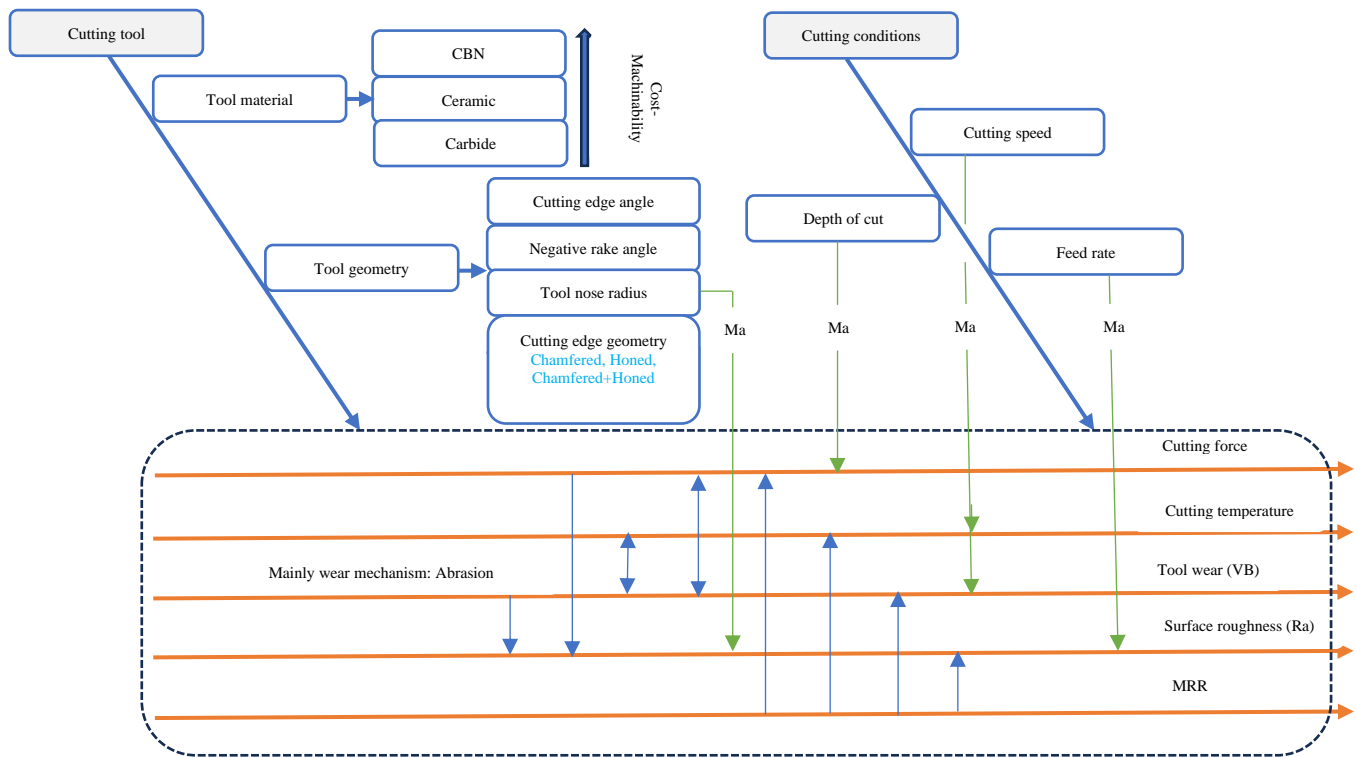 Cutting tool
CBN
Ceramic
Carbide
Tool material
Cost-
Machinability
Cutting conditions
Cutting speed
Depth of cut
Feed rate
Tool geometry
Cutting edge angle
Negative rake angle
Tool nose radius
Cutting edge geometry
Chamfered, Honed,
Chamfered+Honed
Ma
Ma
Ma
Ma
Cutting force
Cutting temperature
Mainly wear mechanism: Abrasion
Tool wear (VB)
Surface roughness (Ra)
MRR